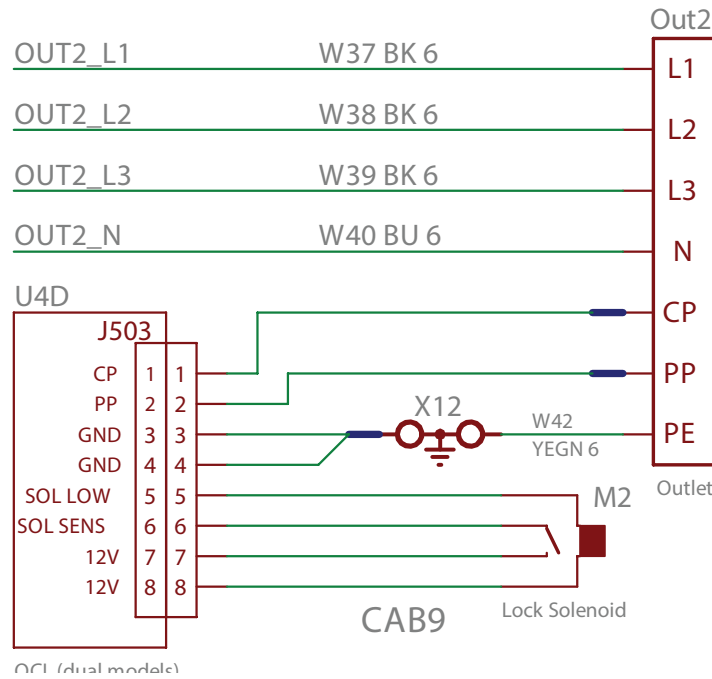 Out2
OUT2_L1 W37 BK 6 L1
OUT2_L2 W38 BK 6 L2
OUT2_L3 W39 BK 6 L3
OUT2_N W40 BU 6 N
U4D
CP
J503
CP 1 1
PP
PP 2 2
X12
W42
GND 3 3
PE
YEGN 6
GND 4 4
Outlet
SOL LOW 5 5
M2
SOL SENS 6 6
12V 7 7
12V 8 8
Lock Solenoid
CAB9
OCL (dual models)